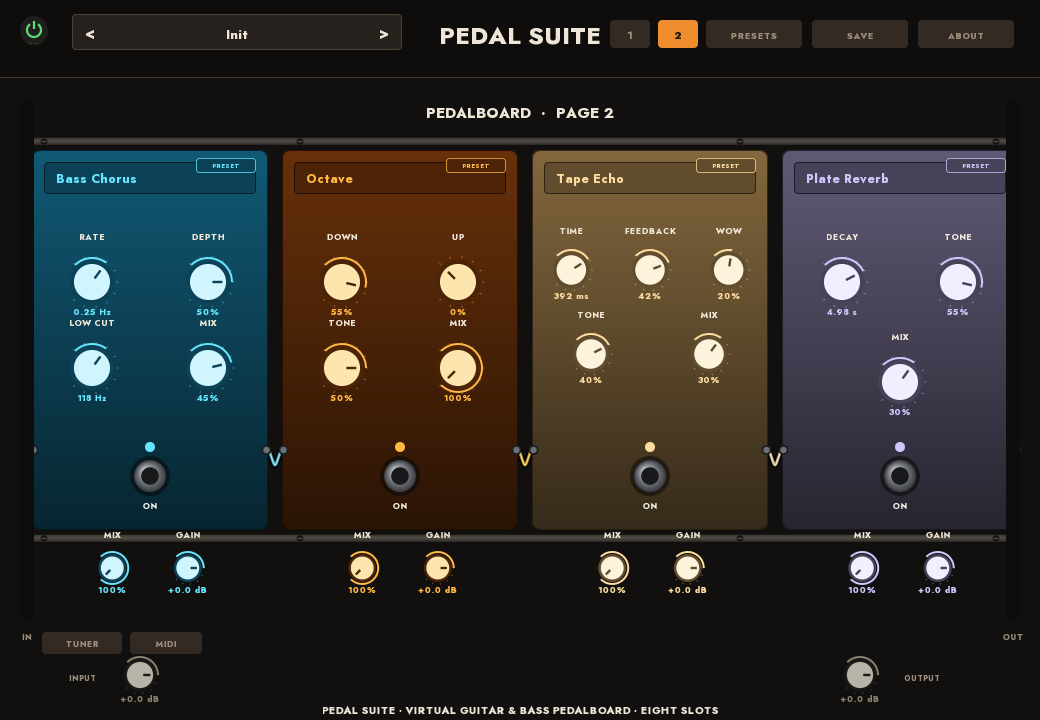 < Init > PEDAL SUITE 1 2 PRESETS SAVE ABOUT
PEDALBOARD · PAGE 2
PRESET PRESET PRESET PRESET
Bass Chorus Octave Tape Echo Plate Reverb
TIME FEEDBACK WOW
RATE DEPTH DOWN UP DECAY TONE
392 ms 42% 20%
0.25 Hz 50% 55% 0% 4.98 s 55%
TONE MIX
LOW CUT MIX TONE MIX
MIX
40% 30%
118 Hz 45% 50% 100%
30%
ON ON ON ON
MIX GAIN MIX GAIN MIX GAIN MIX GAIN
100% +0.0 dB 100% +0.0 dB 100% +0.0 dB 100% +0.0 dB
IN TUNER MIDI OUT
INPUT OUTPUT
+0.0 dB +0.0 dB
PEDAL SUITE · VIRTUAL GUITAR & BASS PEDALBOARD · EIGHT SLOTS